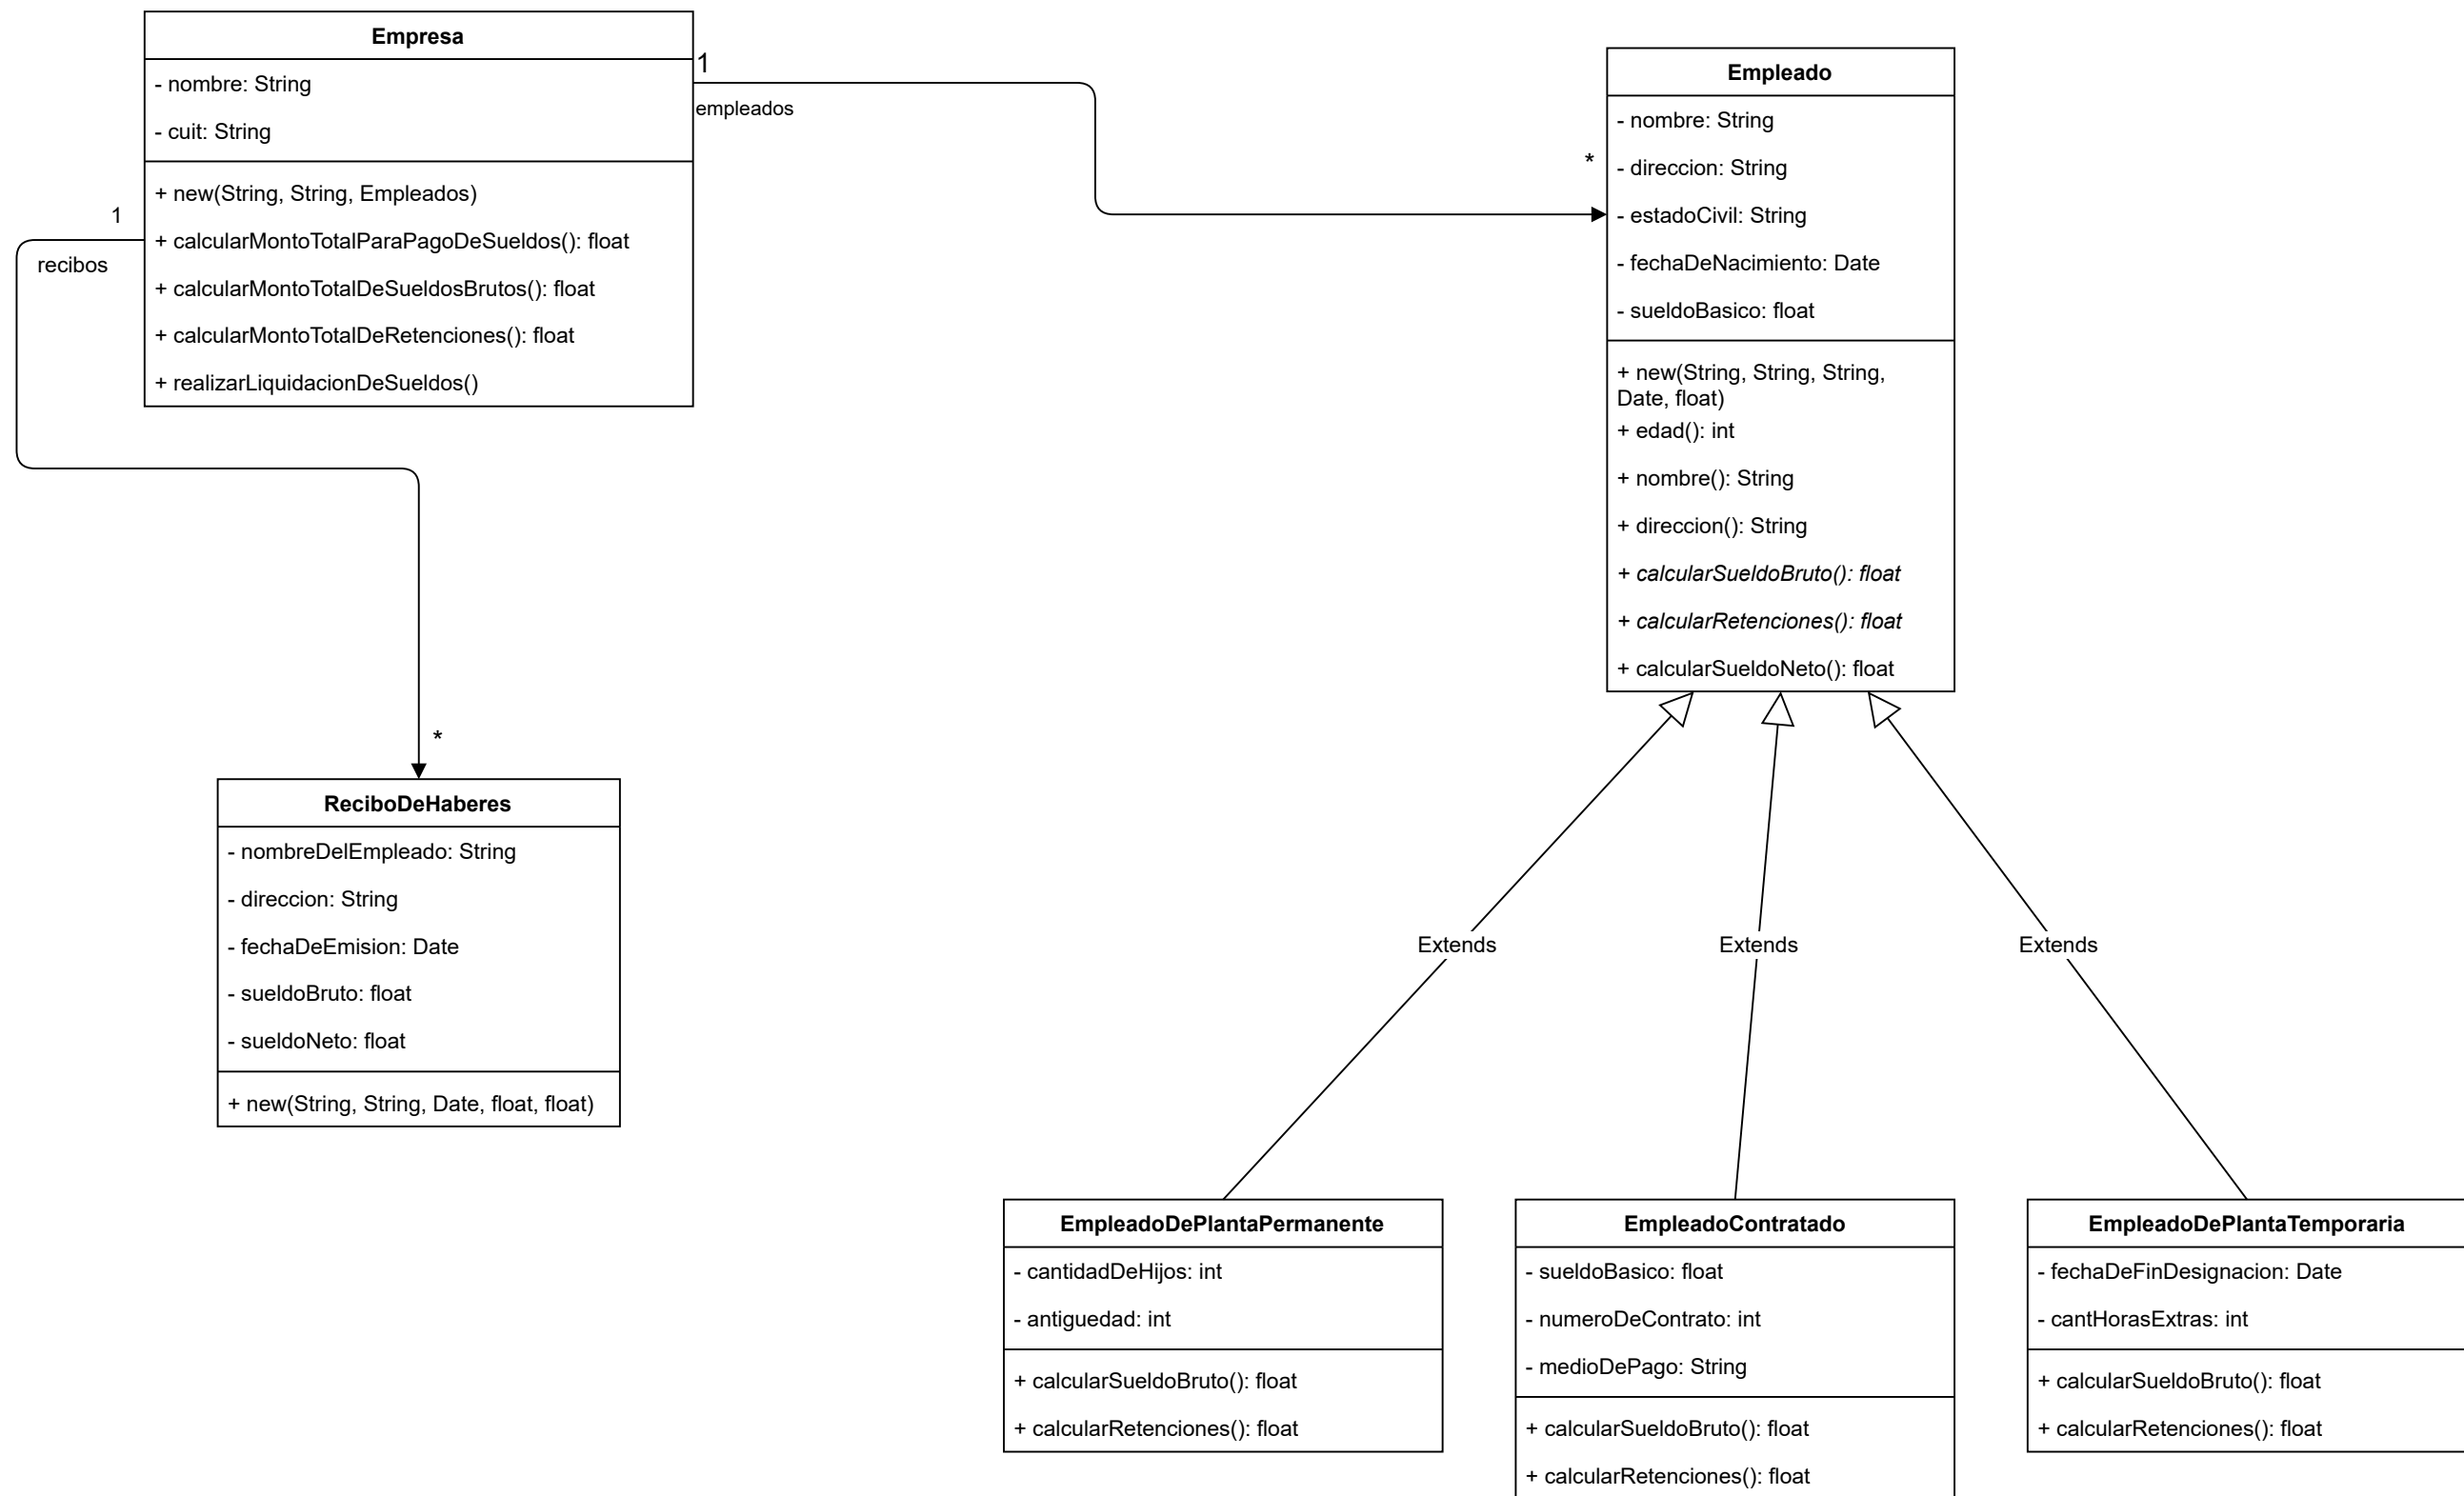 Empresa
- nombre: String
- cuit: String
+ new(String, String, Empleados)
+ calcularMontoTotalParaPagoDeSueldos(): float
+ calcularMontoTotalDeSueldosBrutos(): float
+ calcularMontoTotalDeRetenciones(): float
+ realizarLiquidacionDeSueldos()
1
empleados
*
1
recibos
*
Empleado
- nombre: String
- direccion: String
- estadoCivil: String
- fechaDeNacimiento: Date
- sueldoBasico: float
+ new(String, String, String,
Date, float)
+ edad(): int
+ nombre(): String
+ direccion(): String
+ calcularSueldoBruto(): float
+ calcularRetenciones(): float
+ calcularSueldoNeto(): float
ReciboDeHaberes
- nombreDelEmpleado: String
- direccion: String
- fechaDeEmision: Date
- sueldoBruto: float
- sueldoNeto: float
+ new(String, String, Date, float, float)
Extends
Extends
Extends
EmpleadoDePlantaPermanente
- cantidadDeHijos: int
- antiguedad: int
+ calcularSueldoBruto(): float
+ calcularRetenciones(): float
EmpleadoContratado
- sueldoBasico: float
- numeroDeContrato: int
- medioDePago: String
+ calcularSueldoBruto(): float
+ calcularRetenciones(): float
EmpleadoDePlantaTemporaria
- fechaDeFinDesignacion: Date
- cantHorasExtras: int
+ calcularSueldoBruto(): float
+ calcularRetenciones(): float